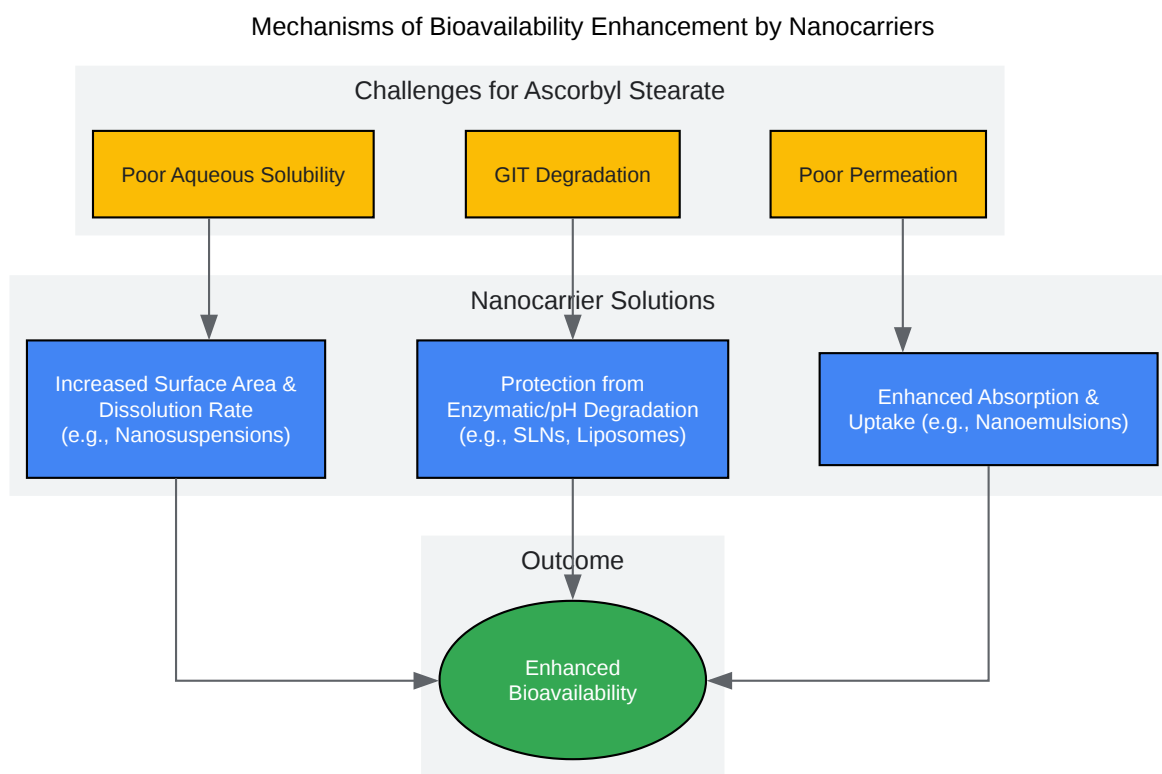 Mechanisms of Bioavailability Enhancement by Nanocarriers
Challenges for Ascorbyl Stearate
Poor Aqueous Solubility
GIT Degradation
Poor Permeation
Nanocarrier Solutions
Increased Surface Area &
Dissolution Rate
(e.g., Nanosuspensions)
Protection from
Enzymatic/pH Degradation
(e.g., SLNs, Liposomes)
Enhanced Absorption &
Uptake (e.g., Nanoemulsions)
Outcome
Enhanced
Bioavailability